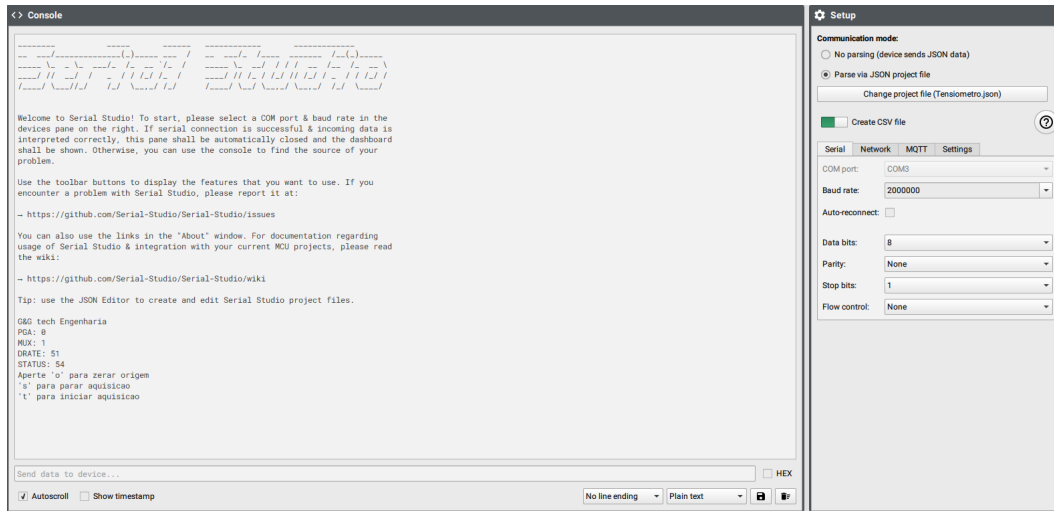 <> Console
Welcome to Serial Studio! To start, please select a COM port & baud rate in the
devices pane on the right. If serial connection is successful & incoming data is
interpreted correctly, this pane shall be automatically closed and the dashboard
shall be shown. Otherwise, you can use the console to find the source of your
problem.
Use the toolbar buttons to display the features that you want to use. If you
encounter a problem with Serial Studio, please report it at:
→ https://github.com/Serial-Studio/Serial-Studio/issues
You can also use the links in the "About" window. For documentation regarding
usage of Serial Studio & integration with your current MCU projects, please read
the wiki:
→ https://github.com/Serial-Studio/Serial-Studio/wiki
Tip: use the JSON Editor to create and edit Serial Studio project files.
G&G tech Engenharia
PGA: 0
MUX: 1
DRATE: 51
STATUS: 54
Aperte 'o' para zerar origem
's' para parar aquisicao
't' para iniciar aquisicao
Send data to device...
HEX
Autoscroll Show timestamp No line ending Plain text
Setup
Communication mode:
No parsing (device sends JSON data)
Parse via JSON project file
Change project file (Tensiometro.json)
Create CSV file
Serial Network MQTT Settings
COM port: COM3
Baud rate: 2000000
Auto-reconnect:
Data bits: 8
Parity: None
Stop bits: 1
Flow control: None